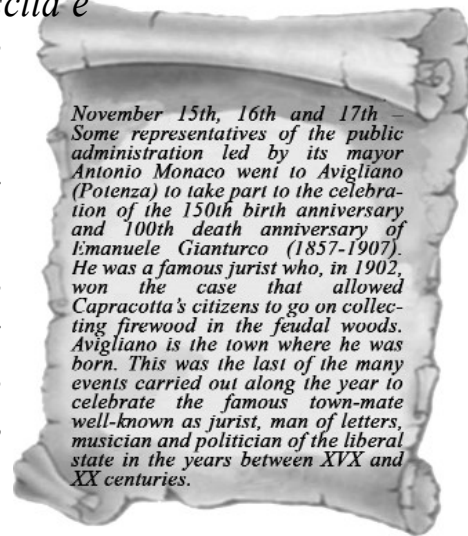 November 15th, 16th and 17th –
Some representatives of the public
administration led by its mayor
Antonio Monaco went to Avigliano
(Potenza) to take part to the celebra-
tion of the 150th birth anniversary
and 100th death anniversary of
Emanuele Gianturco (1857-1907).
He was a famous jurist who, in 1902,
won the case that allowed
Capracotta's citizens to go on collec-
ting firewood in the feudal woods.
Avigliano is the town where he was
born. This was the last of the many
events carried out along the year to
celebrate the famous town-mate
well-known as jurist, man of letters,
musician and politician of the liberal
state in the years between XVX and
XX centuries.